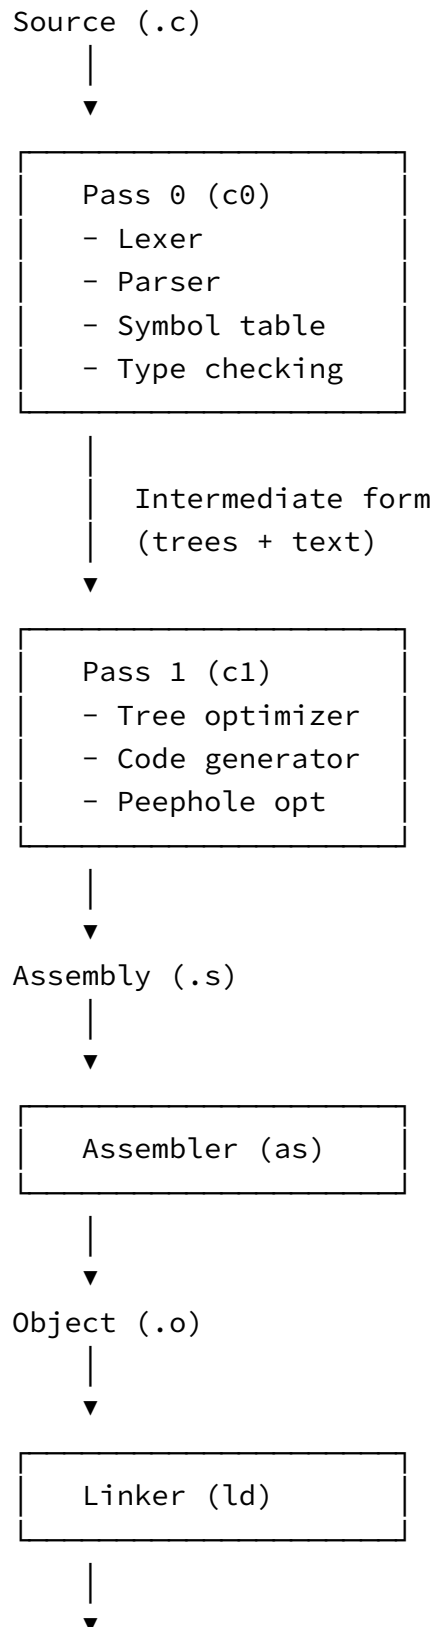 Source (.c)
Pass 0 (c0)
- Lexer
- Parser
- Symbol table
- Type checking
Intermediate form
(trees + text)
Pass 1 (c1)
- Tree optimizer
- Code generator
- Peephole opt
Assembly (.s)
Assembler (as)
Object (.o)
Linker (ld)